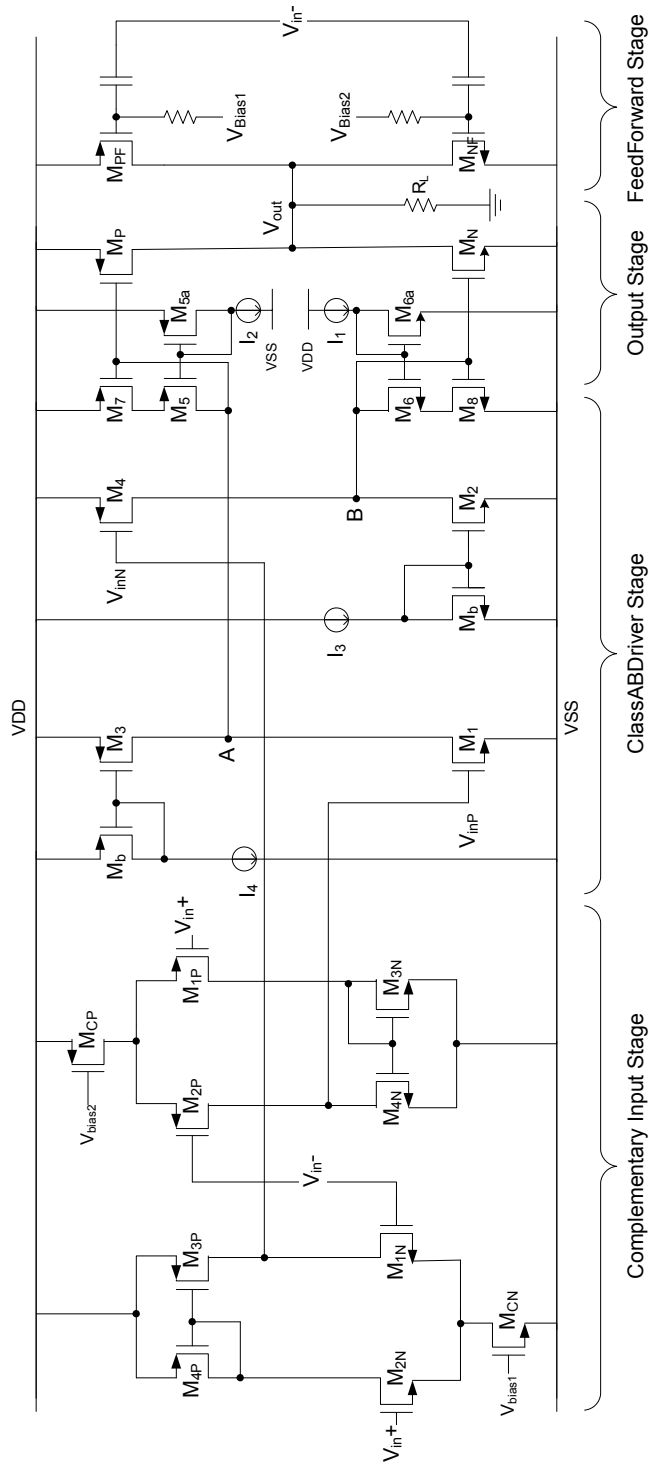 VDD
VSS
M4P
M3P
M2N
M1N
MCN
Vbias1
Vin+
Vin-
Vbias2
MCP
M2P
M1P
Vin+
M4N
M3N
Mb
M3
I4
A
M1
VinP
I3
Mb
M2
VinN
M4
B
M7
M5
M5a
I2
VSS
VDD
I1
M6
M6a
M8
MP
MN
Vout
RL
MPF
MNF
VBias1
VBias2
Vin-
Complementary Input Stage
ClassABDriver Stage
Output Stage
FeedForward Stage